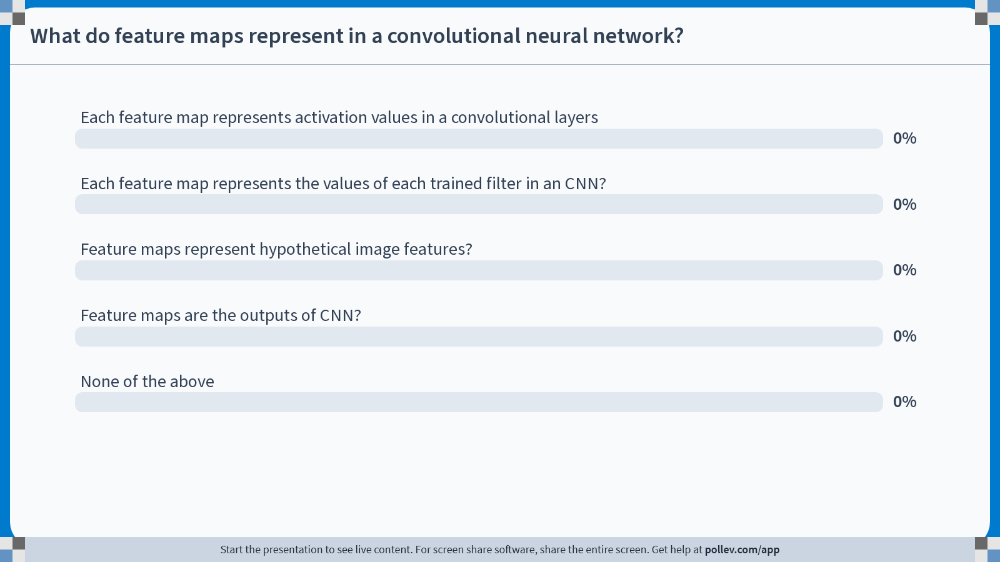 What do feature maps represent in a convolutional neural network?
Each feature map represents activation values in a convolutional layers
0%
Each feature map represents the values of each trained filter in an CNN?
0%
Feature maps represent hypothetical image features?
0%
Feature maps are the outputs of CNN?
0%
None of the above
0%
Start the presentation to see live content. For screen share software, share the entire screen. Get help at pollev.com/app